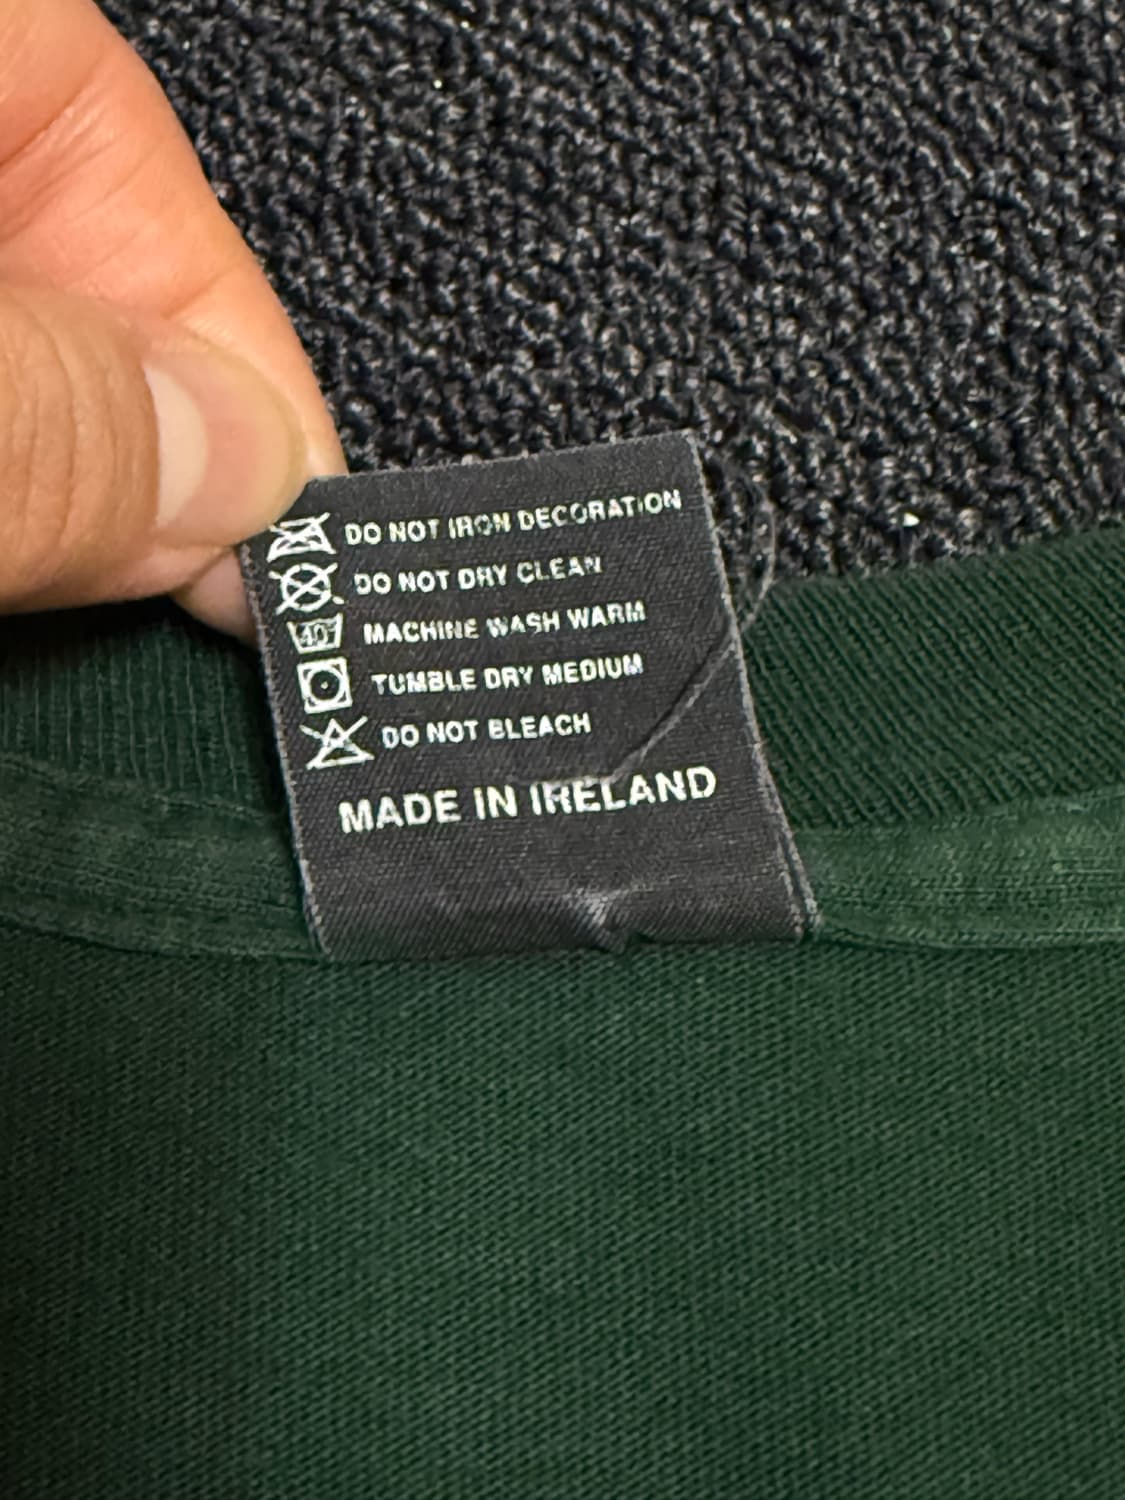 DO NOT IRON DECORATION
DO NOT DRY CLEAN
40° MACHINE WASH WARM
TUMBLE DRY MEDIUM
DO NOT BLEACH
MADE IN IRELAND